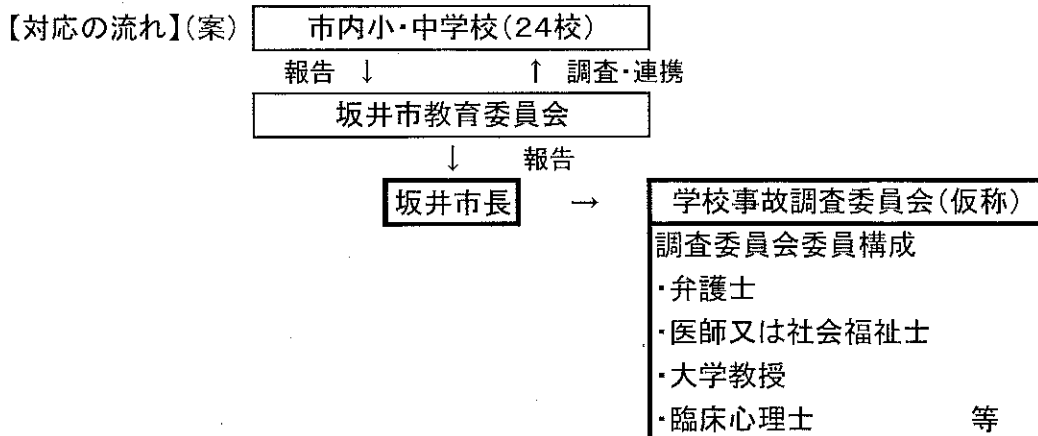 【対応の流れ】(案) 市内小・中学校(24校)
報告 ↓ ↑ 調査・連携
坂井市教育委員会
↓ 報告
坂井市長 → 学校事故調査委員会(仮称)
調査委員会委員構成
・弁護士
・医師又は社会福祉士
・大学教授
・臨床心理士 等